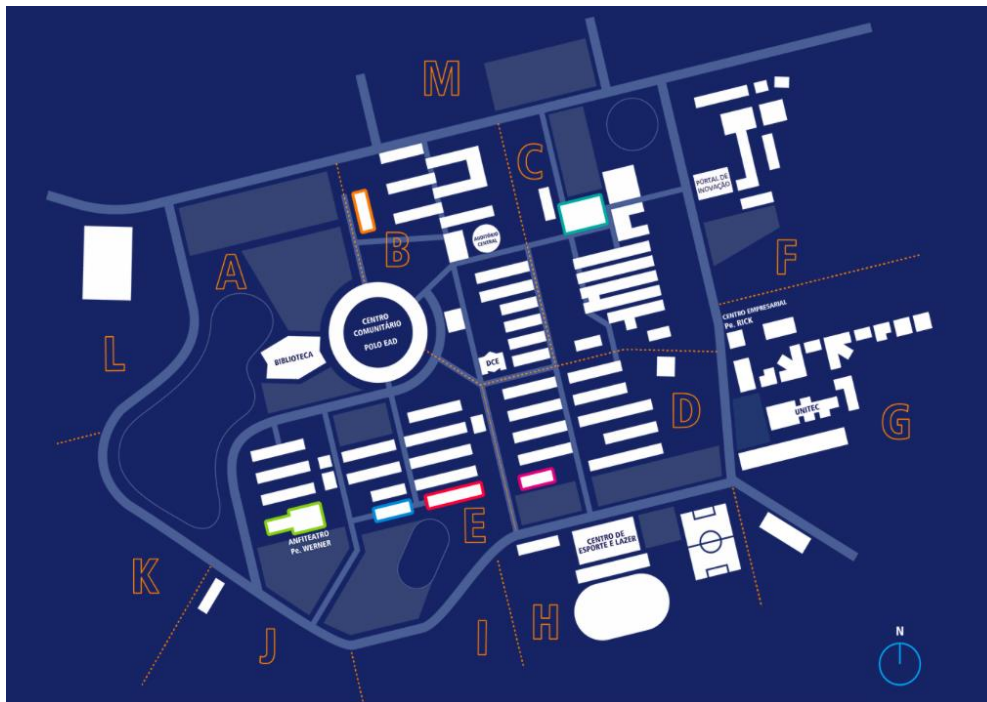 M
C
PORTAL DE
INOVAÇÃO
B
AUDITÓRIO
CENTRAL
A
F
CENTRO EMPRESARIAL
Pe. RICK
CENTRO
COMUNITÁRIO
POLO EAD
BIBLIOTECA
L
DCE
D
UNITEC
G
E
ANFITEATRO
Pe. WERNER
CENTRO DE
ESPORTE E LAZER
K
H
I
J
N